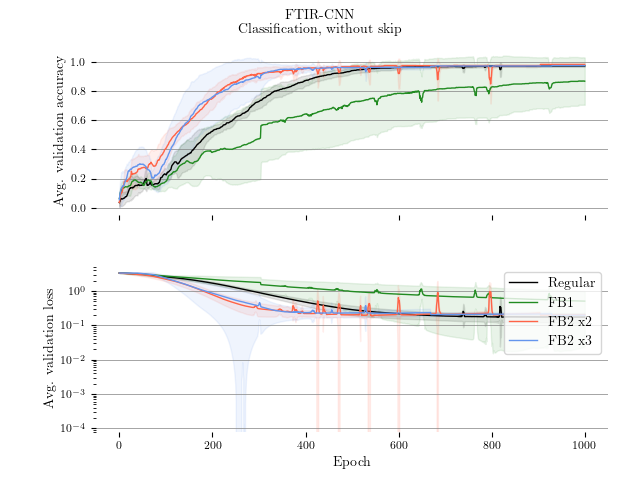 FTIR-CNN
Classification, without skip
Avg. validation accuracy
1.0
0.8
0.6
0.4
0.2
0.0
Avg. validation loss
10⁰
10⁻¹
10⁻²
10⁻³
10⁻⁴
Regular
FB1
FB2 x2
FB2 x3
0 200 400 600 800 1000
Epoch